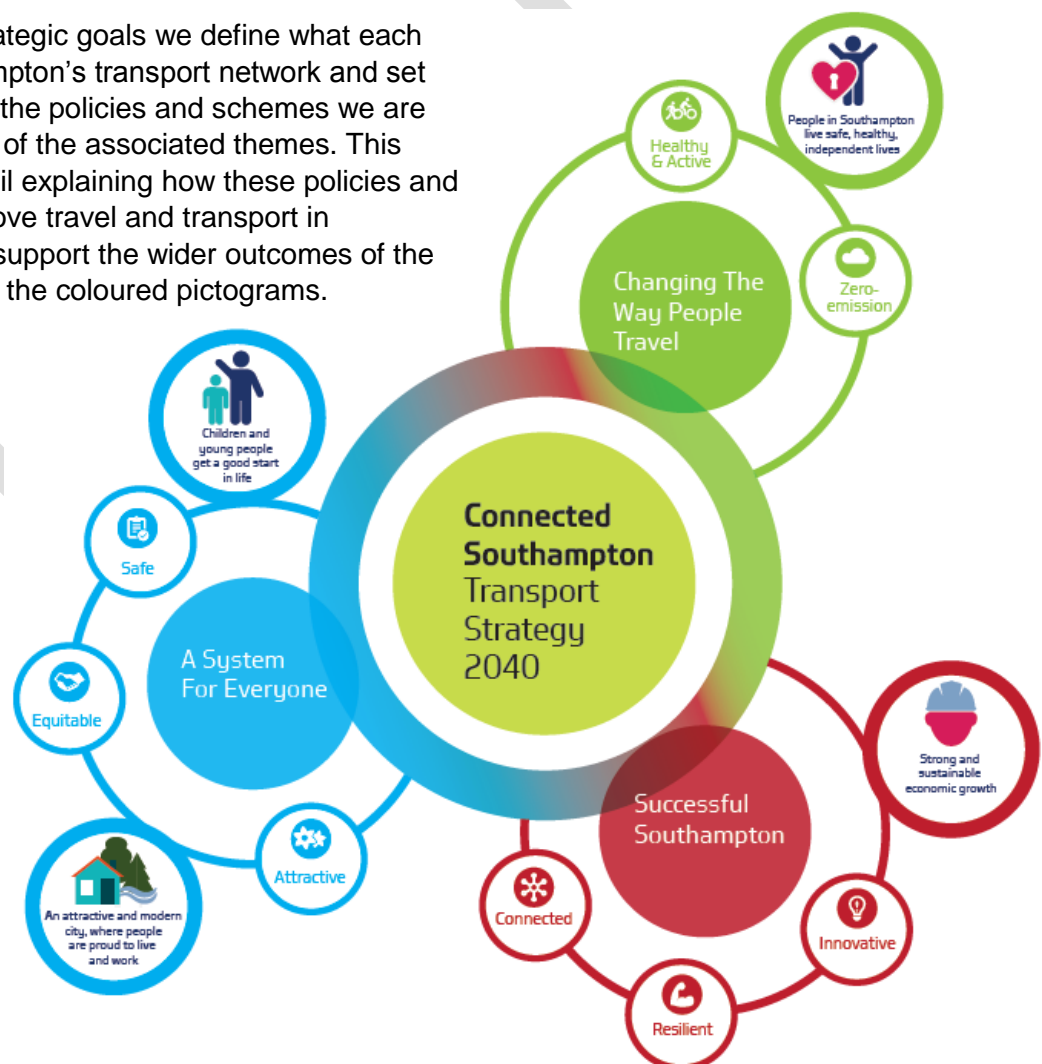 ategic goals we define what each
mpton's transport network and set
the policies and schemes we are
of the associated themes. This
il explaining how these policies and
ove travel and transport in
support the wider outcomes of the
the coloured pictograms.
People in Southampton
live safe, healthy,
independent lives
Healthy
& Active
Zero-
emission
Changing The
Way People
Travel
Children and
young people
get a good start
in life
Safe
Equitable
A System
For Everyone
Attractive
An attractive and modern
city, where people
are proud to live
and work
Connected
Southampton
Transport
Strategy
2040
Strong and
sustainable
economic growth
Successful
Southampton
Connected
Innovative
Resilient